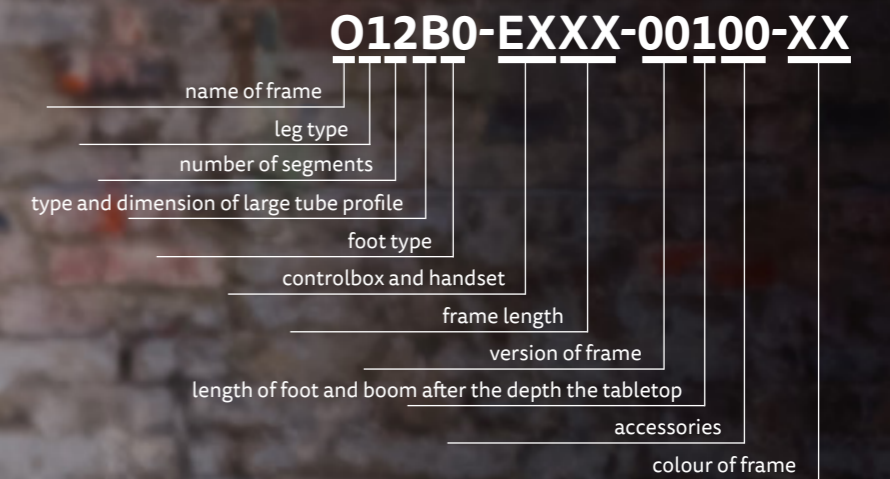 O12B0-EXXX-00100-XX
name of frame
leg type
number of segments
type and dimension of large tube profile
foot type
controlbox and handset
frame length
version of frame
length of foot and boom after the depth the tabletop
accessories
colour of frame